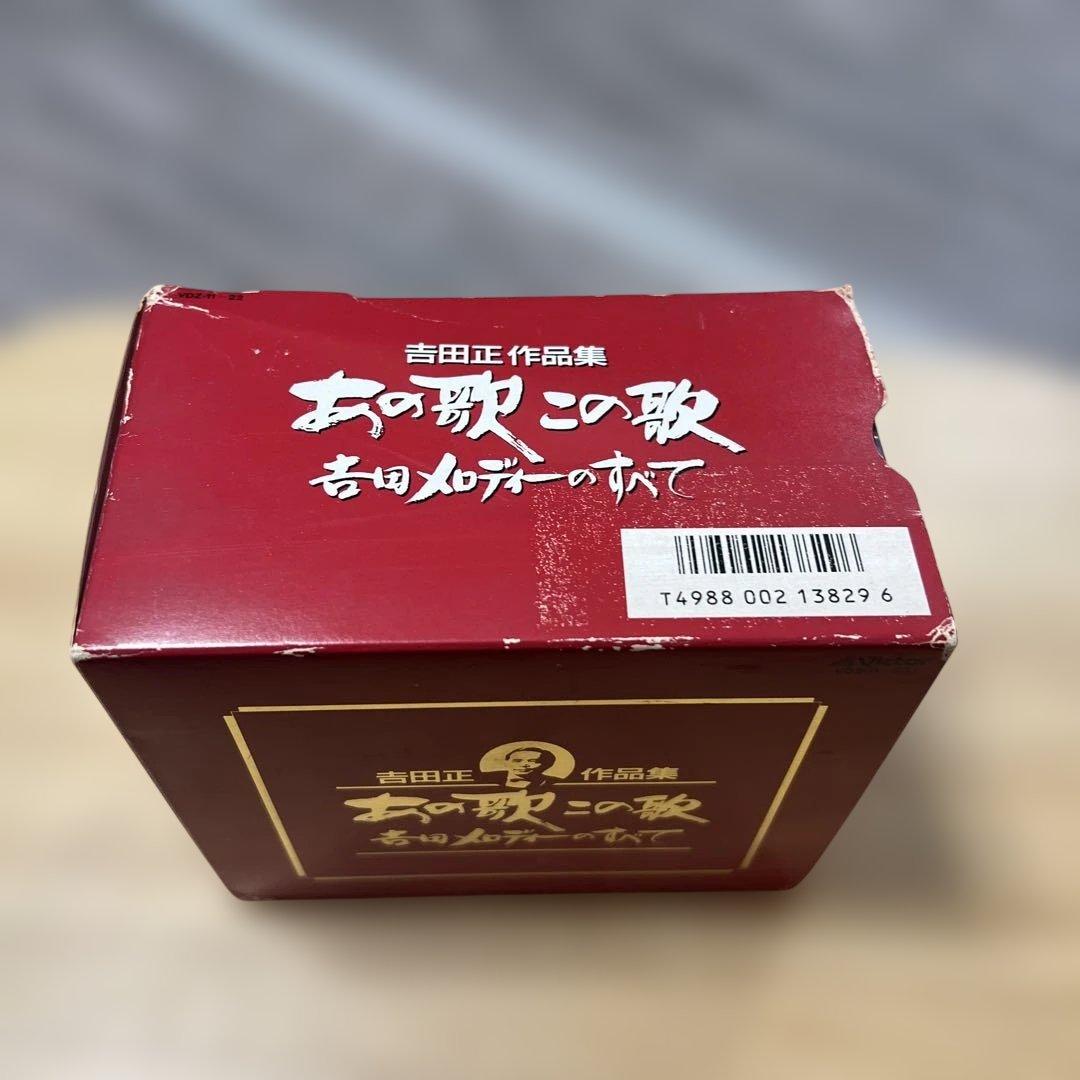 VDZ-11~22
吉田正作品集
あの歌この歌
吉田メロディーのすべて
T4988 002 13829 6
Victor
吉田正 作品集
あの歌この歌
吉田メロディーのすべて